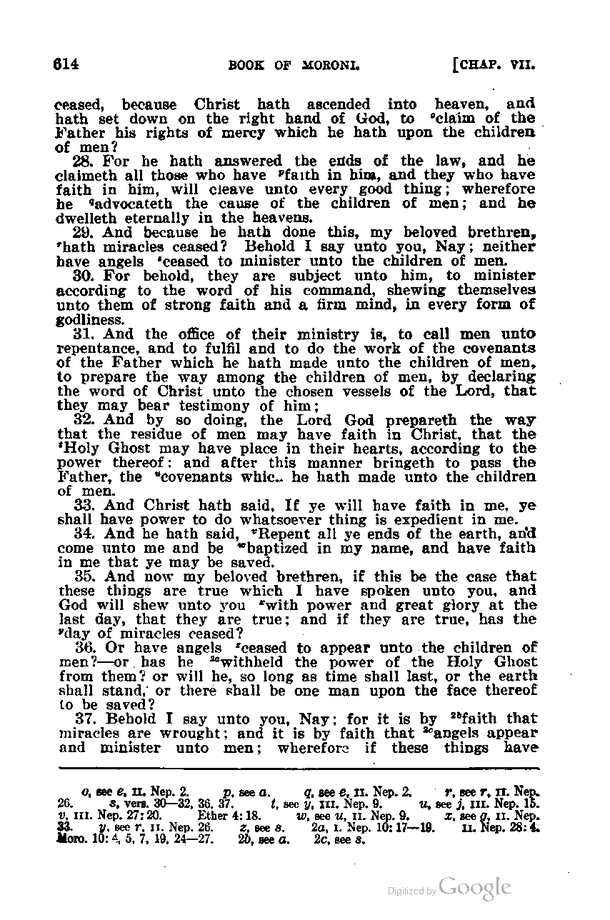 614 BOOK OF MORONI. [CHAP. VII.
ceased, because Christ hath ascended into heaven, and
hath set down on the right hand of God, to °claim of the
Father his rights of mercy which he hath upon the children
of men?
28. For he hath answered the ends of the law, and he
claimeth all those who have ᵖfaith in him, and they who have
faith in him, will cleave unto every good thing; wherefore
he ᑫadvocateth the cause of the children of men; and he
dwelleth eternally in the heavens.
29. And because he hath done this, my beloved brethren,
ʳhath miracles ceased? Behold I say unto you, Nay; neither
have angels ˢceased to minister unto the children of men.
30. For behold, they are subject unto him, to minister
according to the word of his command, shewing themselves
unto them of strong faith and a firm mind, in every form of
godliness.
31. And the office of their ministry is, to call men unto
repentance, and to fulfil and to do the work of the covenants
of the Father which he hath made unto the children of men,
to prepare the way among the children of men, by declaring
the word of Christ unto the chosen vessels of the Lord, that
they may bear testimony of him;
32. And by so doing, the Lord God prepareth the way
that the residue of men may have faith in Christ, that the
ᵗHoly Ghost may have place in their hearts, according to the
power thereof: and after this manner bringeth to pass the
Father, the ᵘcovenants whic.. he hath made unto the children
of men.
33. And Christ hath said, If ye will have faith in me, ye
shall have power to do whatsoever thing is expedient in me.
34. And he hath said, ᵛRepent all ye ends of the earth, and
come unto me and be ʷbaptized in my name, and have faith
in me that ye may be saved.
35. And now my beloved brethren, if this be the case that
these things are true which I have spoken unto you, and
God will shew unto you ˣwith power and great glory at the
last day, that they are true; and if they are true, has the
ʸday of miracles ceased?
36. Or have angels ᶻceased to appear unto the children of
men?—or has he ²ᵃwithheld the power of the Holy Ghost
from them? or will he, so long as time shall last, or the earth
shall stand, or there shall be one man upon the face thereof
to be saved?
37. Behold I say unto you, Nay; for it is by ²ᵇfaith that
miracles are wrought; and it is by faith that ²ᶜangels appear
and minister unto men; wherefore if these things have
o, see e, II. Nep. 2. p, see a. q, see e, II. Nep. 2. r, see r, II. Nep.
26. s, vers. 30—32, 36, 37. t, see y, III. Nep. 9. u, see j, III. Nep. 15.
v, III. Nep. 27:20. Ether 4:18. w, see u, II. Nep. 9. x, see g, II. Nep.
33. y, see r, II. Nep. 26. z, see s. 2a, I. Nep. 10:17—19. II. Nep. 28:4.
Moro. 10:4, 5, 7, 19, 24—27. 2b, see a. 2c, see s.
Digitized by Google